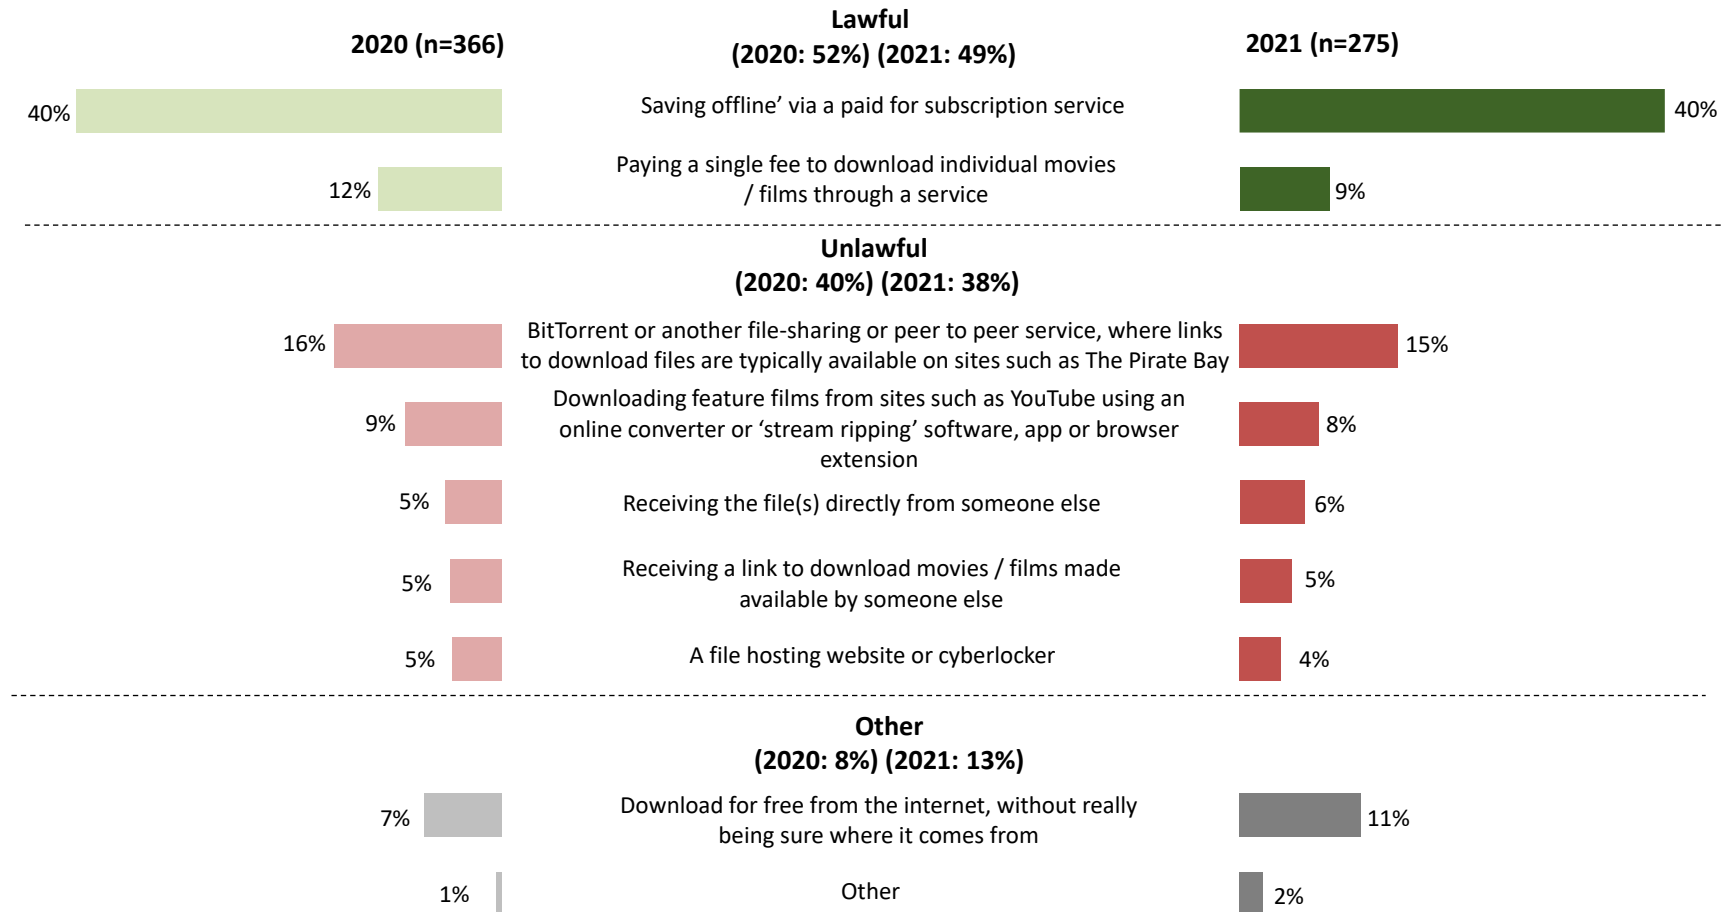 Lawful
2020 (n=366)
(2020: 52%) (2021: 49%)
2021 (n=275)
40%
Saving offline’ via a paid for subscription service
40%
Paying a single fee to download individual movies
/ films through a service
12%
9%
Unlawful
(2020: 40%) (2021: 38%)
16%
BitTorrent or another file-sharing or peer to peer service, where links
to download files are typically available on sites such as The Pirate Bay
15%
9%
Downloading feature films from sites such as YouTube using an
online converter or ‘stream ripping’ software, app or browser
extension
8%
5%
Receiving the file(s) directly from someone else
6%
5%
Receiving a link to download movies / films made
available by someone else
5%
5%
A file hosting website or cyberlocker
4%
Other
(2020: 8%) (2021: 13%)
7%
Download for free from the internet, without really
being sure where it comes from
11%
1%
Other
2%